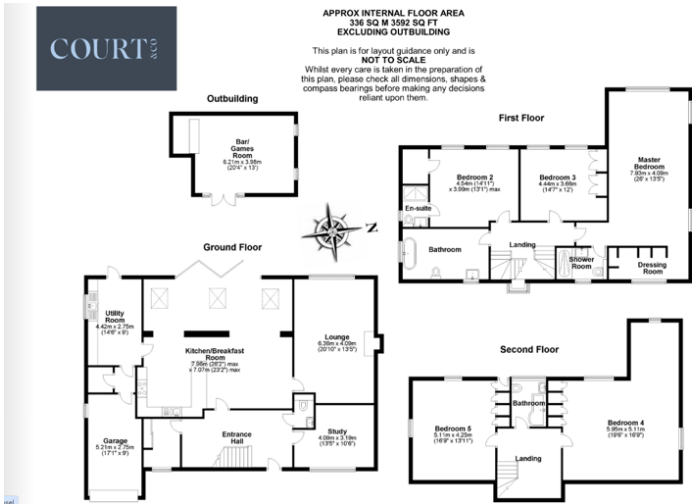 COURT &CO
APPROX INTERNAL FLOOR AREA
336 SQ M 3592 SQ FT
EXCLUDING OUTBUILDING
This plan is for layout guidance only and is
NOT TO SCALE
Whilst every care is taken in the preparation of
this plan, please check all dimensions, shapes &
compass bearings before making any decisions
reliant upon them.
Outbuilding
Bar/
Games
Room
6.21m x 3.98m
(20'4" x 13')
First Floor
Bedroom 2
4.54m (14'11")
x 3.99m (13'1") max
Bedroom 3
4.44m x 3.66m
(14'7" x 12')
Master
Bedroom
7.93m x 4.09m
(26' x 13'5")
En-suite
Bathroom
Landing
Shower
Room
Dressing
Room
N
Ground Floor
Utility
Room
4.42m x 2.75m
(14'6" x 9')
Kitchen/Breakfast
Room
7.98m (26'2") max
x 7.07m (23'2") max
Lounge
6.36m x 4.09m
(20'10" x 13'5")
Garage
5.21m x 2.75m
(17'1" x 9')
Entrance
Hall
Study
4.09m x 3.19m
(13'5" x 10'6")
Second Floor
Bedroom 5
5.11m x 4.25m
(16'9" x 13'11")
Bathroom
Bedroom 4
5.95m x 5.11m
(19'6" x 16'9")
Landing